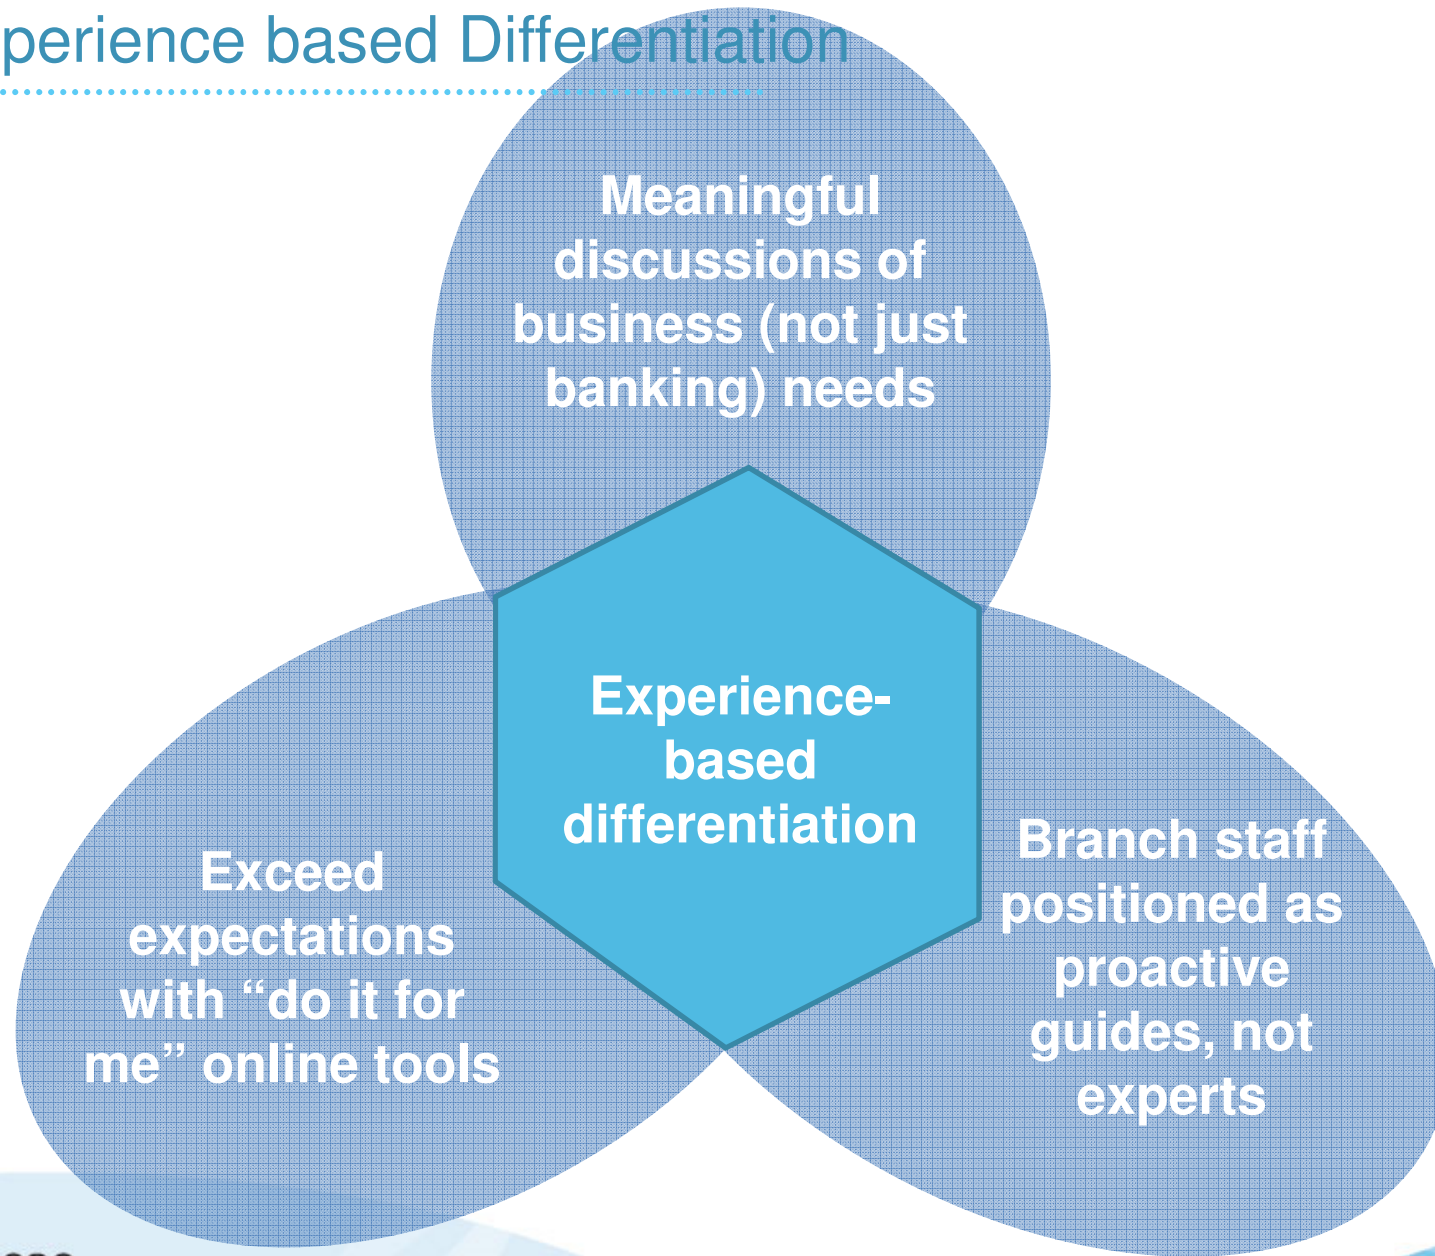 perience based Differentiation
Meaningful
discussions of
business (not just
banking) needs
Experience-
based
differentiation
Exceed
expectations
with “do it for
me” online tools
Branch staff
positioned as
proactive
guides, not
experts